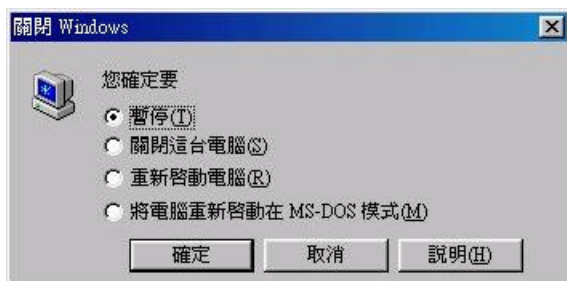 關閉 Windows
您確定要
暫停(T)
關閉這台電腦(S)
重新啓動電腦(R)
將電腦重新啓動在 MS-DOS 模式(M)
確定 取消 說明(H)